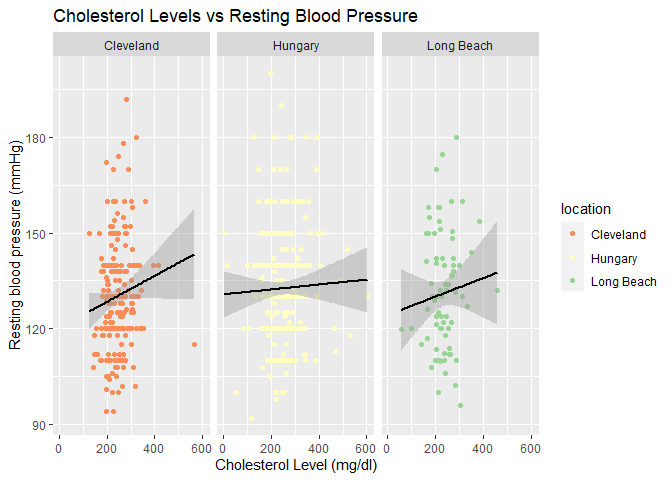 Cholesterol Levels vs Resting Blood Pressure
Cleveland
Hungary
Long Beach
Resting blood pressure (mmHg)
180
150
120
90
0 200 400 600
0 200 400 600
0 200 400 600
Cholesterol Level (mg/dl)
location
Cleveland
Hungary
Long Beach